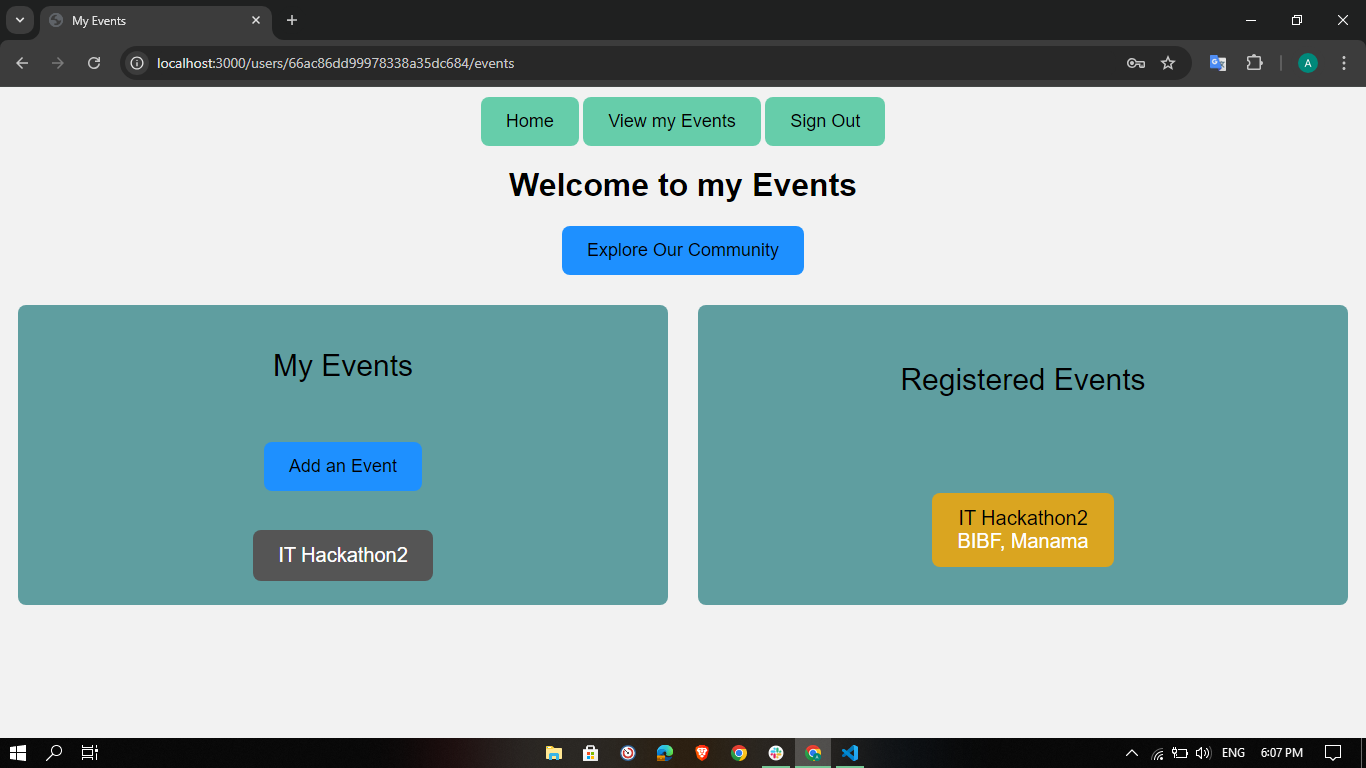 My Events
localhost:3000/users/66ac86dd99978338a35dc684/events
A
Home
View my Events
Sign Out
Welcome to my Events
Explore Our Community
My Events
Add an Event
IT Hackathon2
Registered Events
IT Hackathon2
BIBF, Manama
ENG
6:07 PM